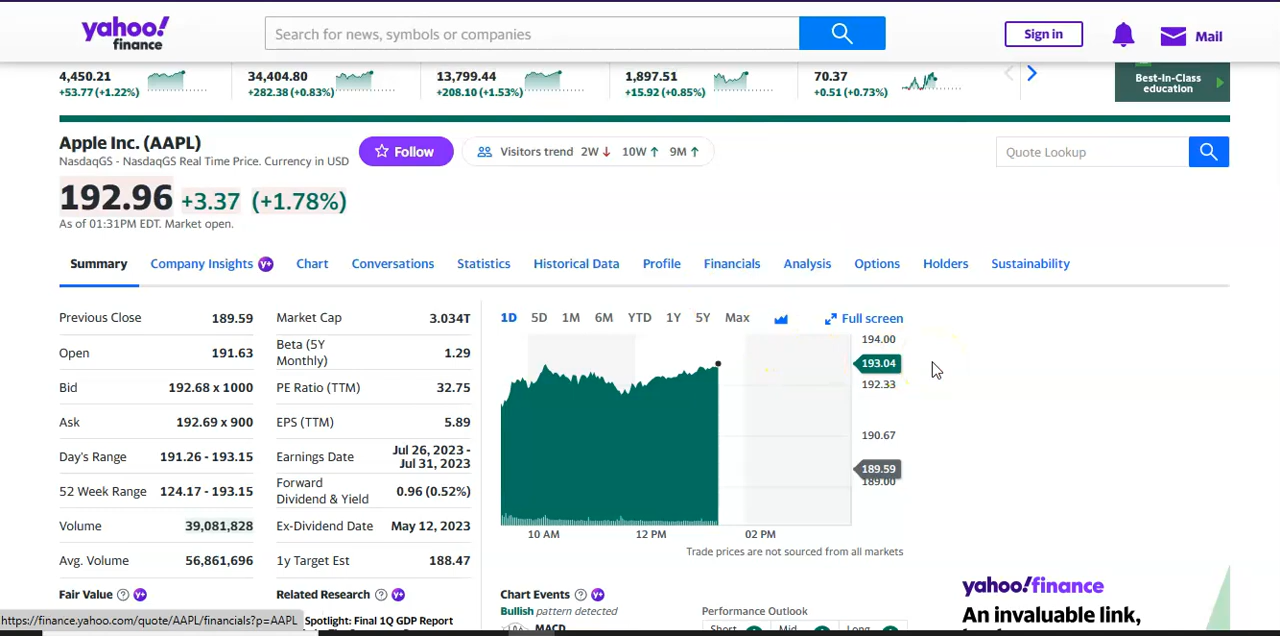 yahoo!
finance
Search for news, symbols or companies
Sign in
Mail
4,450.21
+53.77 (+1.22%)
34,404.80
+282.38 (+0.83%)
13,799.44
+208.10 (+1.53%)
1,897.51
+15.92 (+0.85%)
70.37
+0.51 (+0.73%)
Best-In-Class
education
Apple Inc. (AAPL)
NasdaqGS - NasdaqGS Real Time Price. Currency in USD
Follow
Visitors trend 2W 10W 9M
Quote Lookup
192.96 +3.37 (+1.78%)
As of 01:31PM EDT. Market open.
Summary
Company Insights Y+
Chart
Conversations
Statistics
Historical Data
Profile
Financials
Analysis
Options
Holders
Sustainability
Previous Close 189.59
Open 191.63
Bid 192.68 x 1000
Ask 192.69 x 900
Day's Range 191.26 - 193.15
52 Week Range 124.17 - 193.15
Volume 39,081,828
Avg. Volume 56,861,696
Market Cap 3.034T
Beta (5Y
Monthly) 1.29
PE Ratio (TTM) 32.75
EPS (TTM) 5.89
Earnings Date Jul 26, 2023 -
Jul 31, 2023
Forward
Dividend & Yield 0.96 (0.52%)
Ex-Dividend Date May 12, 2023
1y Target Est 188.47
1D 5D 1M 6M YTD 1Y 5Y Max
Full screen
194.00
193.04
192.33
190.67
189.59
189.00
10 AM 12 PM 02 PM
Trade prices are not sourced from all markets
Fair Value ? Y+
Related Research ? Y+
Chart Events ? Y+
Bullish pattern detected
Performance Outlook
Short
Mid
Long
MACD
https://finance.yahoo.com/quote/AAPL/financials?p=AAPL
Spotlight: Final 1Q GDP Report
yahoo!finance
An invaluable link,